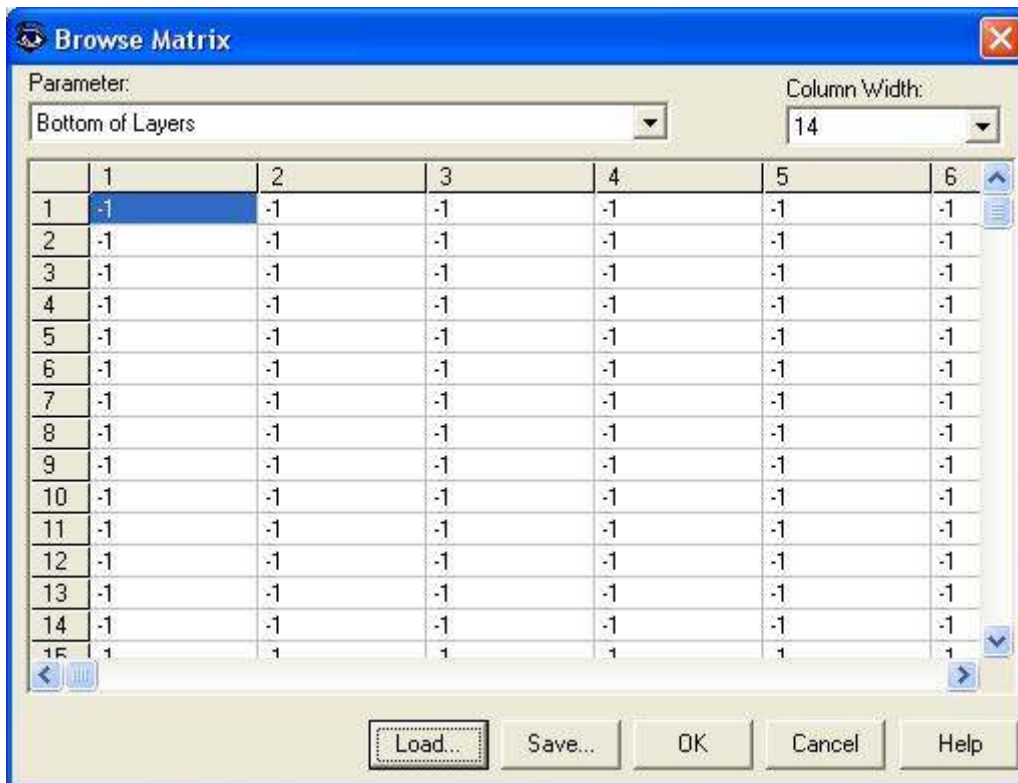 Browse Matrix
Parameter: Column Width:
Bottom of Layers 14
1 2 3 4 5 6
1 -1 -1 -1 -1 -1 -1
2 -1 -1 -1 -1 -1 -1
3 -1 -1 -1 -1 -1 -1
4 -1 -1 -1 -1 -1 -1
5 -1 -1 -1 -1 -1 -1
6 -1 -1 -1 -1 -1 -1
7 -1 -1 -1 -1 -1 -1
8 -1 -1 -1 -1 -1 -1
9 -1 -1 -1 -1 -1 -1
10 -1 -1 -1 -1 -1 -1
11 -1 -1 -1 -1 -1 -1
12 -1 -1 -1 -1 -1 -1
13 -1 -1 -1 -1 -1 -1
14 -1 -1 -1 -1 -1 -1
Load... Save... OK Cancel Help